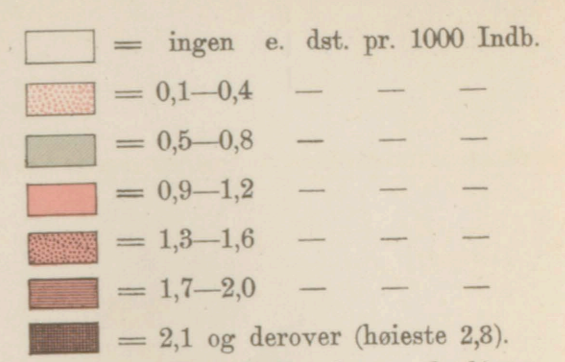 = ingen e. dst. pr. 1000 Indb.
= 0,1—0,4 — — —
= 0,5—0,8 — — —
= 0,9—1,2 — — —
= 1,3—1,6 — — —
= 1,7—2,0 — — —
= 2,1 og derover (høieste 2,8).